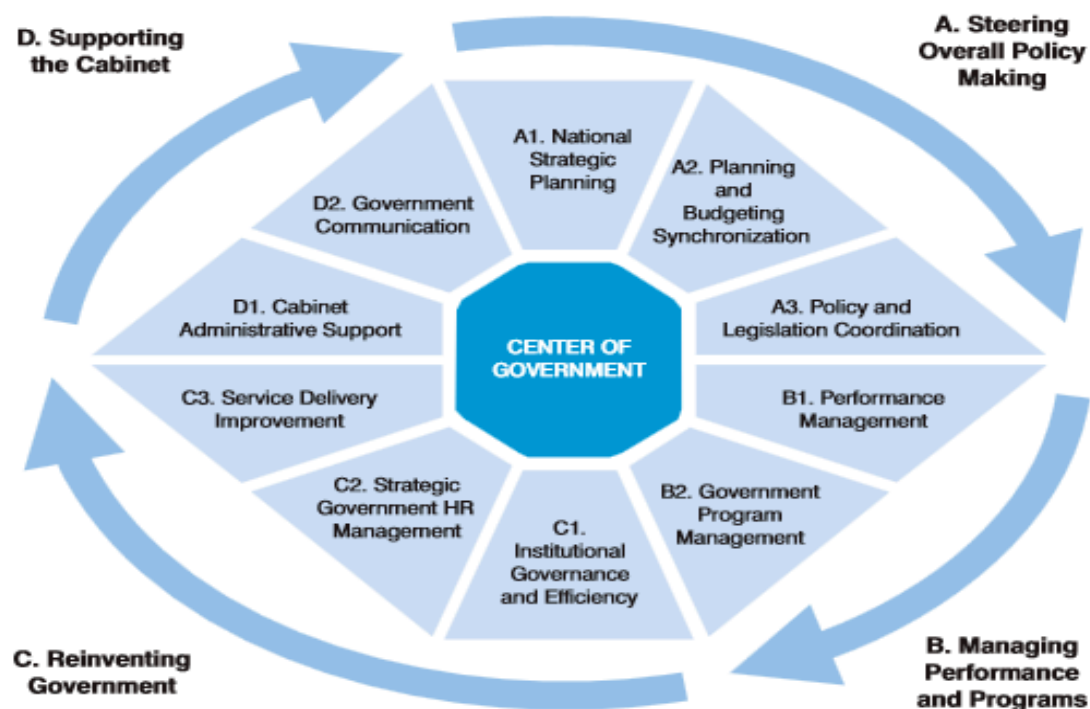 D. Supporting
the Cabinet
A. Steering
Overall Policy
Making
A1. National
Strategic
Planning
A2. Planning
and
Budgeting
Synchronization
A3. Policy and
Legislation Coordination
B1. Performance
Management
B2. Government
Program
Management
C1.
Institutional
Governance
and Efficiency
C2. Strategic
Government HR
Management
C3. Service Delivery
Improvement
D1. Cabinet
Administrative Support
D2. Government
Communication
CENTER OF
GOVERNMENT
C. Reinventing
Government
B. Managing
Performance
and Programs